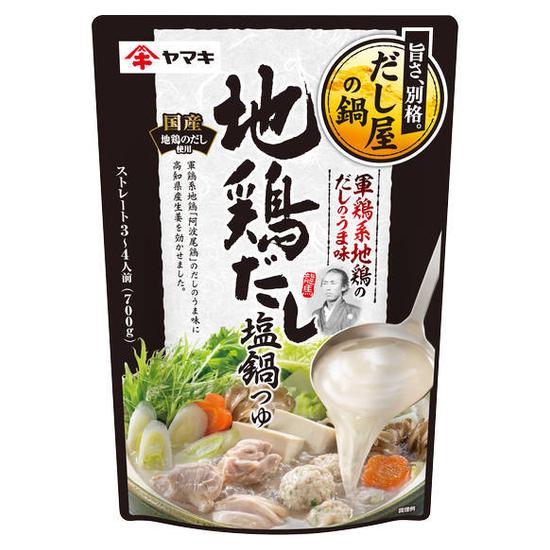 ヤマキ
旨さ、別格。
だし屋
の鍋
国産
地鶏のだし
使用
地鶏だし
塩鍋つゆ
軍鶏系地鶏の
だしのうま味
龍馬
軍鶏系地鶏「阿波尾鶏」のだしのうま味に
高知県産生姜を効かせました。
ストレート3〜4人前(700g)
調理例